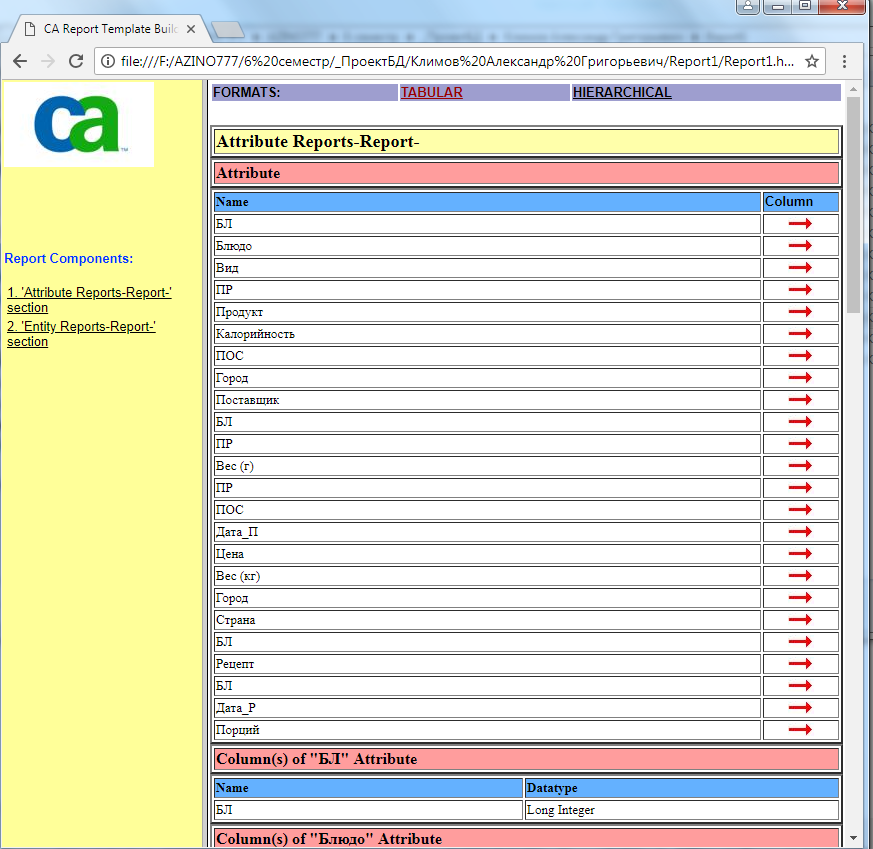 CA Report Template Builc
file:///F:/AZINO777/6%20семестр/_ПроектБД/Климов%20Александр%20Григорьевич/Report1/Report1.h...
ca
™
FORMATS: TABULAR HIERARCHICAL
Report Components:
1. 'Attribute Reports-Report-'
section
2. 'Entity Reports-Report-'
section
Attribute Reports-Report-
Attribute
Name Column
БЛ
Блюдо
Вид
ПР
Продукт
Калорийность
ПОС
Город
Поставщик
БЛ
ПР
Вес (г)
ПР
ПОС
Дата_П
Цена
Вес (кг)
Город
Страна
БЛ
Рецепт
БЛ
Дата_Р
Порций
Column(s) of "БЛ" Attribute
Name Datatype
БЛ Long Integer
Column(s) of "Блюдо" Attribute